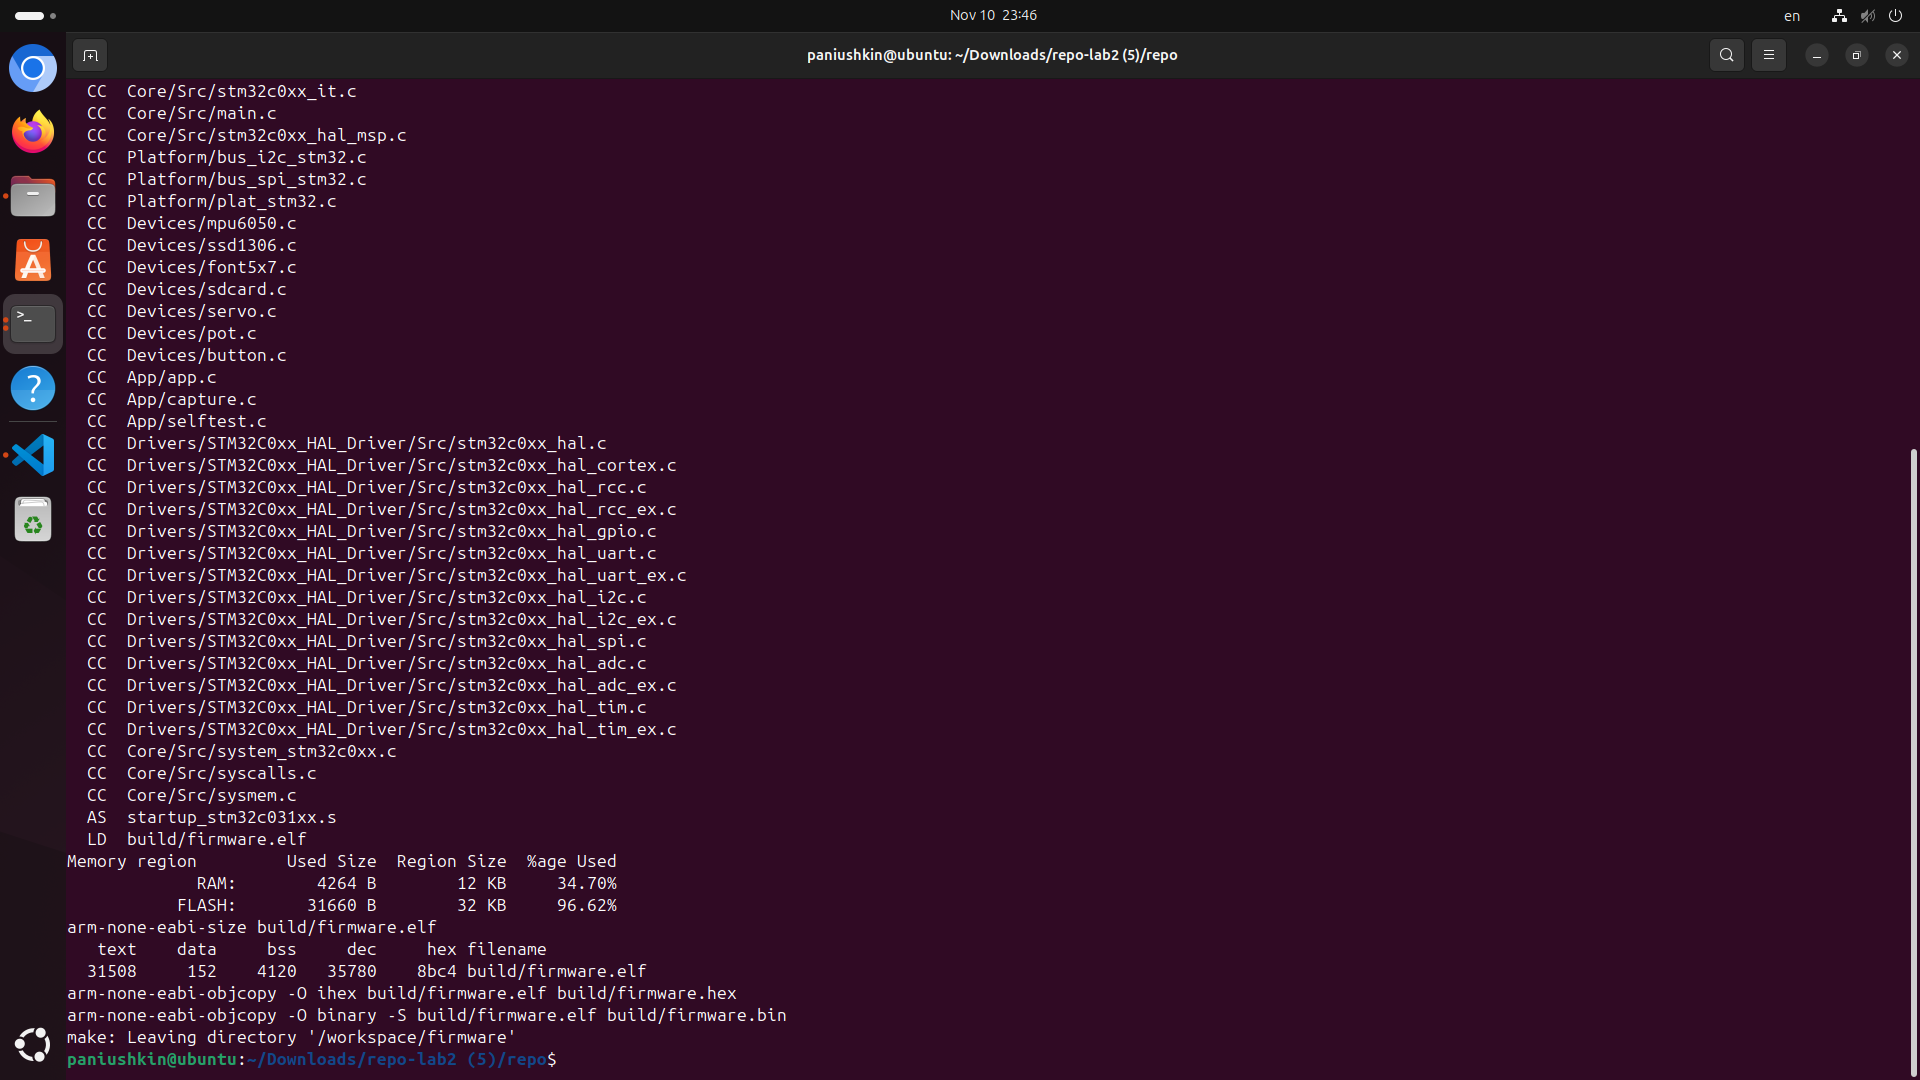 Nov 10 23:46
en
paniushkin@ubuntu: ~/Downloads/repo-lab2 (5)/repo
CC Core/Src/stm32c0xx_it.c
CC Core/Src/main.c
CC Core/Src/stm32c0xx_hal_msp.c
CC Platform/bus_i2c_stm32.c
CC Platform/bus_spi_stm32.c
CC Platform/plat_stm32.c
CC Devices/mpu6050.c
CC Devices/ssd1306.c
CC Devices/font5x7.c
CC Devices/sdcard.c
CC Devices/servo.c
CC Devices/pot.c
CC Devices/button.c
CC App/app.c
CC App/capture.c
CC App/selftest.c
CC Drivers/STM32C0xx_HAL_Driver/Src/stm32c0xx_hal.c
CC Drivers/STM32C0xx_HAL_Driver/Src/stm32c0xx_hal_cortex.c
CC Drivers/STM32C0xx_HAL_Driver/Src/stm32c0xx_hal_rcc.c
CC Drivers/STM32C0xx_HAL_Driver/Src/stm32c0xx_hal_rcc_ex.c
CC Drivers/STM32C0xx_HAL_Driver/Src/stm32c0xx_hal_gpio.c
CC Drivers/STM32C0xx_HAL_Driver/Src/stm32c0xx_hal_uart.c
CC Drivers/STM32C0xx_HAL_Driver/Src/stm32c0xx_hal_uart_ex.c
CC Drivers/STM32C0xx_HAL_Driver/Src/stm32c0xx_hal_i2c.c
CC Drivers/STM32C0xx_HAL_Driver/Src/stm32c0xx_hal_i2c_ex.c
CC Drivers/STM32C0xx_HAL_Driver/Src/stm32c0xx_hal_spi.c
CC Drivers/STM32C0xx_HAL_Driver/Src/stm32c0xx_hal_adc.c
CC Drivers/STM32C0xx_HAL_Driver/Src/stm32c0xx_hal_adc_ex.c
CC Drivers/STM32C0xx_HAL_Driver/Src/stm32c0xx_hal_tim.c
CC Drivers/STM32C0xx_HAL_Driver/Src/stm32c0xx_hal_tim_ex.c
CC Core/Src/system_stm32c0xx.c
CC Core/Src/syscalls.c
CC Core/Src/sysmem.c
AS startup_stm32c031xx.s
LD build/firmware.elf
Memory region Used Size Region Size %age Used
RAM: 4264 B 12 KB 34.70%
FLASH: 31660 B 32 KB 96.62%
arm-none-eabi-size build/firmware.elf
text data bss dec hex filename
31508 152 4120 35780 8bc4 build/firmware.elf
arm-none-eabi-objcopy -O ihex build/firmware.elf build/firmware.hex
arm-none-eabi-objcopy -O binary -S build/firmware.elf build/firmware.bin
make: Leaving directory '/workspace/firmware'
paniushkin@ubuntu:~/Downloads/repo-lab2 (5)/repo$